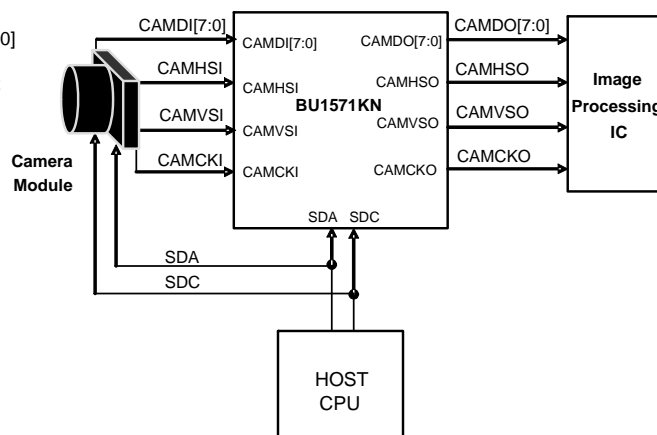 0]
CAMDI[7:0]
CAMHSI
CAMVSI
CAMCKI
Camera
Module
CAMDI[7:0]
CAMHSI
CAMVSI
CAMCKI
BU1571KN
CAMDO[7:0]
CAMHSO
CAMVSO
CAMCKO
SDA SDC
CAMDO[7:0]
CAMHSO
CAMVSO
CAMCKO
Image
Processing
IC
SDA
SDC
HOST
CPU